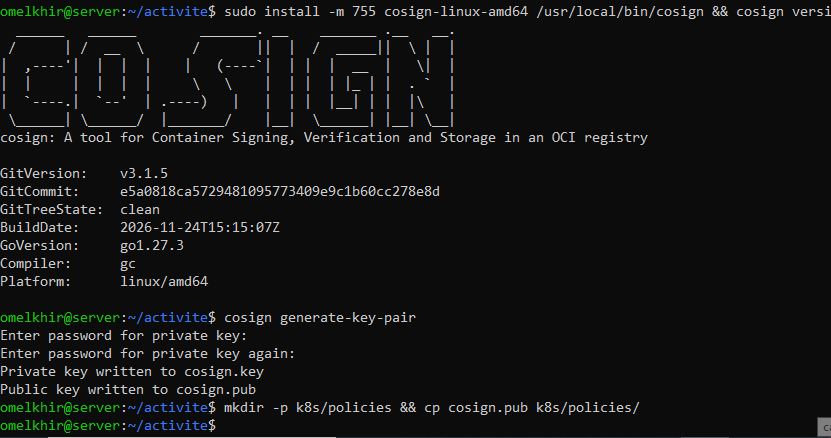 omelkhir@server:~/activite$ sudo install -m 755 cosign-linux-amd64 /usr/local/bin/cosign && cosign versi
COSIGN
cosign: A tool for Container Signing, Verification and Storage in an OCI registry
GitVersion:    v3.1.5
GitCommit:     e5a0818ca5729481095773409e9c1b60cc278e8d
GitTreeState:  clean
BuildDate:     2026-11-24T15:15:07Z
GoVersion:     go1.27.3
Compiler:      gc
Platform:      linux/amd64
omelkhir@server:~/activite$ cosign generate-key-pair
Enter password for private key:
Enter password for private key again:
Private key written to cosign.key
Public key written to cosign.pub
omelkhir@server:~/activite$ mkdir -p k8s/policies && cp cosign.pub k8s/policies/
omelkhir@server:~/activite$